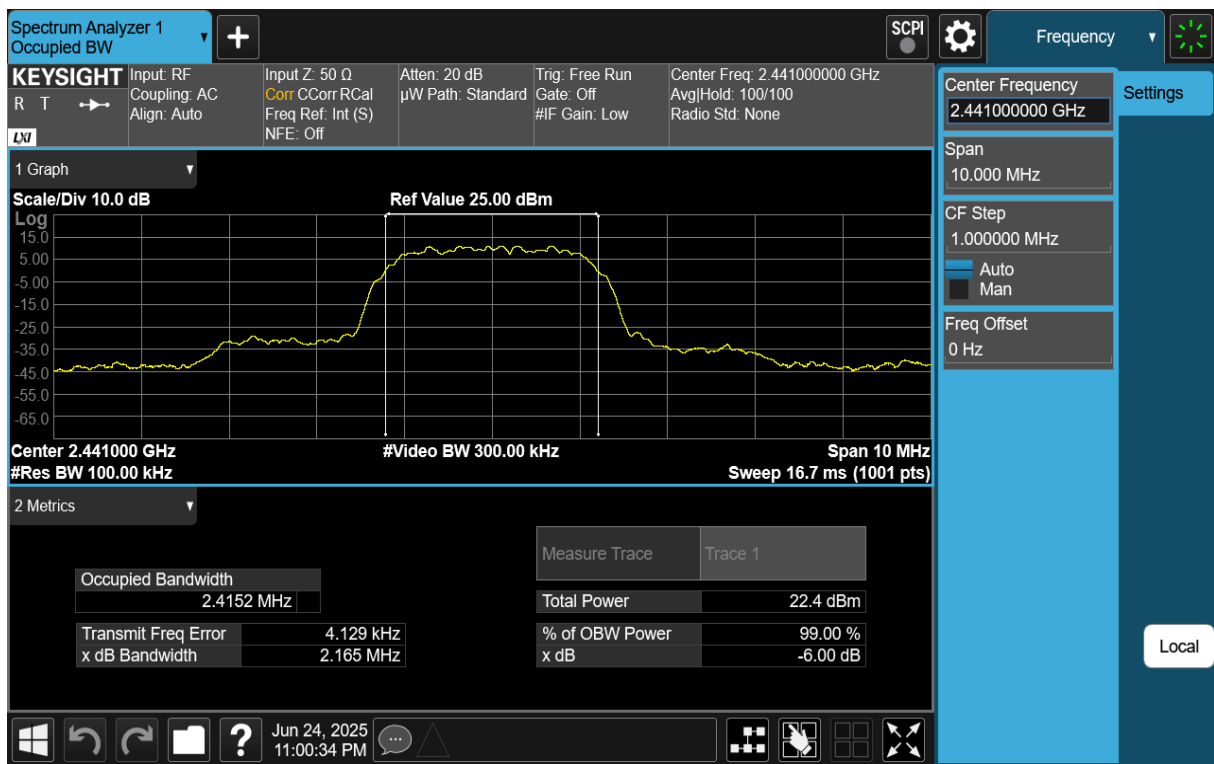 Spectrum Analyzer 1
Occupied BW
+
SCPI
Frequency
KEYSIGHT
R T
LXI
Input: RF
Coupling: AC
Align: Auto
Input Z: 50 Ω
Corr CCorr RCal
Freq Ref: Int (S)
NFE: Off
Atten: 20 dB
µW Path: Standard
Trig: Free Run
Gate: Off
#IF Gain: Low
Center Freq: 2.441000000 GHz
Avg|Hold: 100/100
Radio Std: None
Center Frequency
2.441000000 GHz
Settings
Span
10.000 MHz
CF Step
1.000000 MHz
Auto
Man
Freq Offset
0 Hz
1 Graph
Scale/Div 10.0 dB
Ref Value 25.00 dBm
Log
15.0
5.00
-5.00
-15.0
-25.0
-35.0
-45.0
-55.0
-65.0
Center 2.441000 GHz
#Video BW 300.00 kHz
Span 10 MHz
#Res BW 100.00 kHz
Sweep 16.7 ms (1001 pts)
2 Metrics
Measure Trace
Trace 1
Occupied Bandwidth
2.4152 MHz
Total Power
22.4 dBm
Transmit Freq Error
4.129 kHz
% of OBW Power
99.00 %
x dB Bandwidth
2.165 MHz
x dB
-6.00 dB
Local
?
Jun 24, 2025
11:00:34 PM